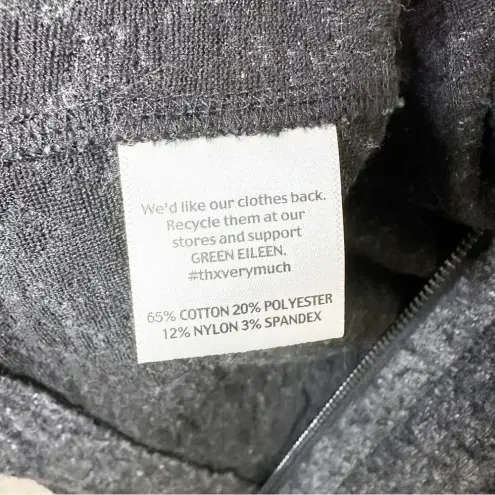 We'd like our clothes back.
Recycle them at our
stores and support
GREEN EILEEN.
#thxverymuch
65% COTTON 20% POLYESTER
12% NYLON 3% SPANDEX